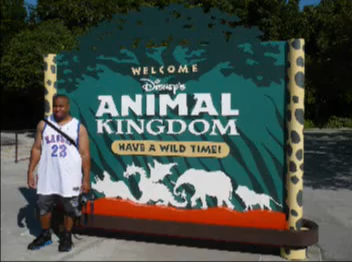 WELCOME
Disney's
ANIMAL
KINGDOM
HAVE A WILD TIME!
23